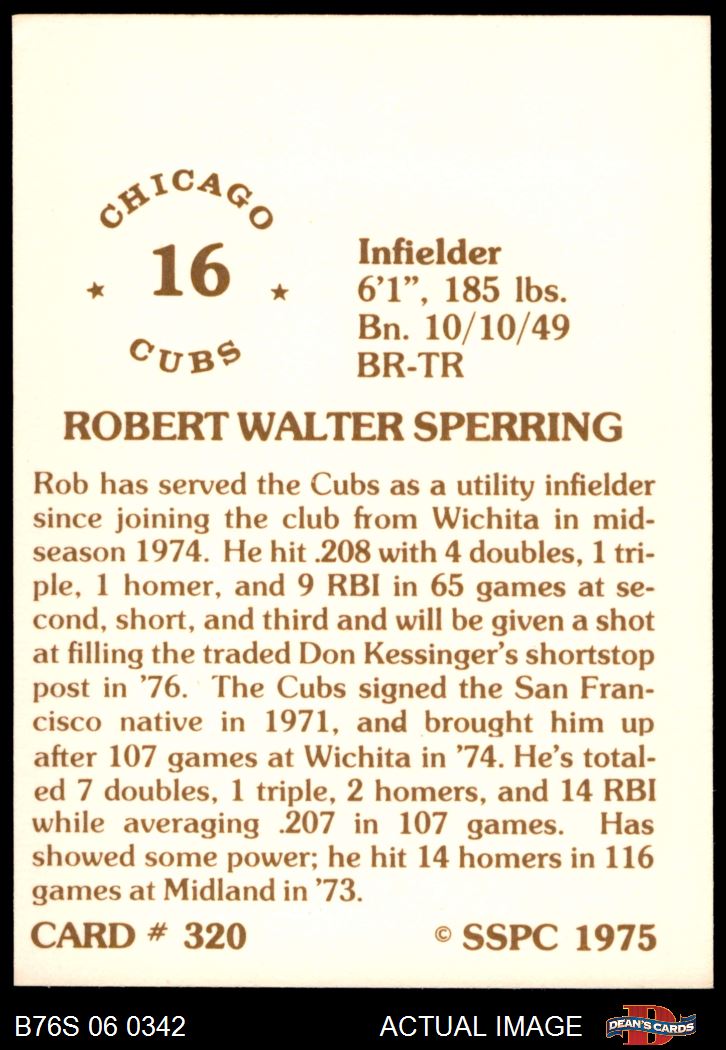 CHICAGO
16
★ ★
CUBS
Infielder
6'1”, 185 lbs.
Bn. 10/10/49
BR-TR
ROBERT WALTER SPERRING
Rob has served the Cubs as a utility infielder
since joining the club from Wichita in mid-
season 1974. He hit .208 with 4 doubles, 1 tri-
ple, 1 homer, and 9 RBI in 65 games at se-
cond, short, and third and will be given a shot
at filling the traded Don Kessinger's shortstop
post in '76. The Cubs signed the San Fran-
cisco native in 1971, and brought him up
after 107 games at Wichita in '74. He's total-
ed 7 doubles, 1 triple, 2 homers, and 14 RBI
while averaging .207 in 107 games. Has
showed some power; he hit 14 homers in 116
games at Midland in '73.
CARD # 320 © SSPC 1975
B76S 06 0342 ACTUAL IMAGE DEAN'S CARDS